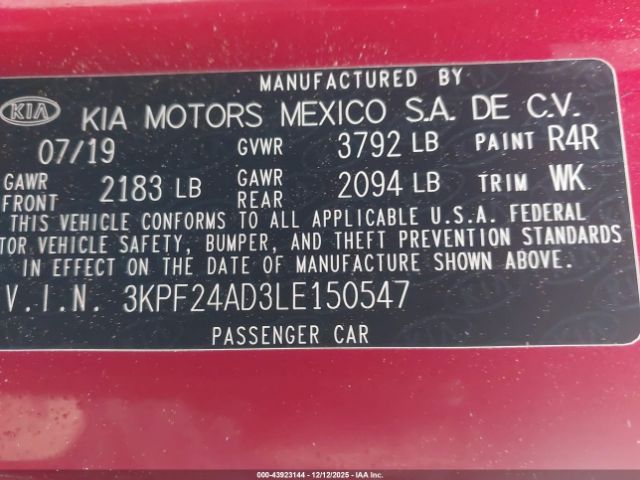 MANUFACTURED BY
KIA KIA MOTORS MEXICO S.A. DE C.V.
07/19 GVWR 3792 LB PAINT R4R
GAWR FRONT 2183 LB GAWR REAR 2094 LB TRIM WK
THIS VEHICLE CONFORMS TO ALL APPLICABLE U.S.A. FEDERAL
TOR VEHICLE SAFETY, BUMPER, AND THEFT PREVENTION STANDARDS
IN EFFECT ON THE DATE OF MANUFACTURE SHOWN ABOVE.
V.I.N. 3KPF24AD3LE150547
PASSENGER CAR
000-43923144 - 12/12/2025 - IAA Inc.